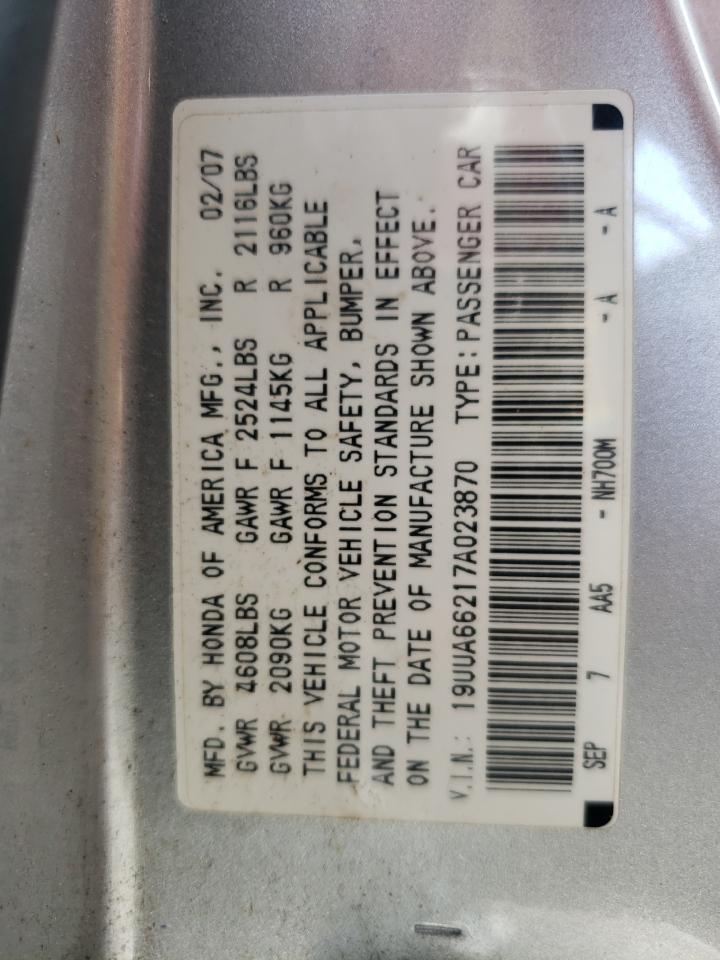 MFD. BY HONDA OF AMERICA MFG., INC. 02/07
GVWR 4608LBS GAWR F 2524LBS R 2116LBS
GVWR 2090KG GAWR F 1145KG R 960KG
THIS VEHICLE CONFORMS TO ALL APPLICABLE
FEDERAL MOTOR VEHICLE SAFETY, BUMPER,
AND THEFT PREVENTION STANDARDS IN EFFECT
ON THE DATE OF MANUFACTURE SHOWN ABOVE.
V.I.N.: 19UUA66217A023870 TYPE: PASSENGER CAR
SEP 7 AA5 - NH700M - A - A